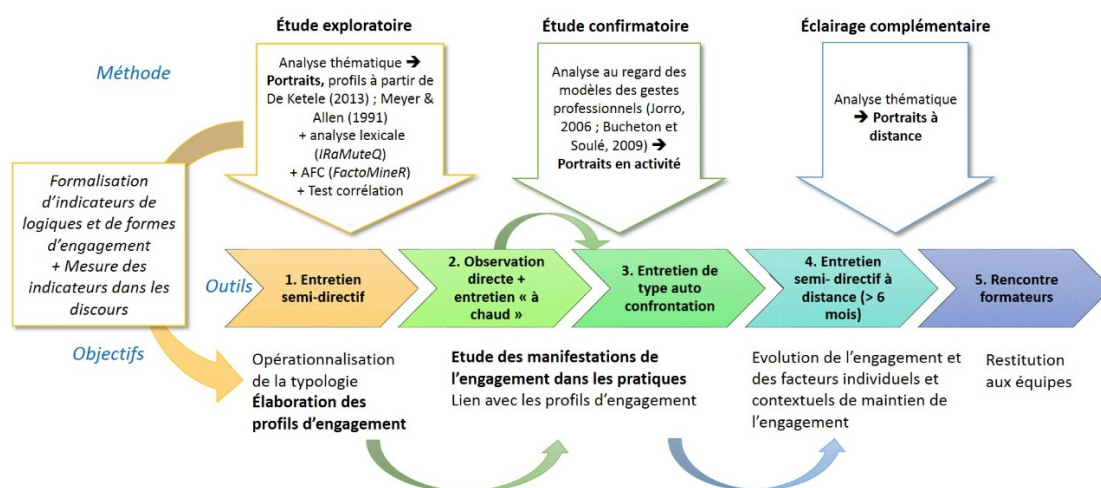 Étude exploratoire
Étude confirmatoire
Éclairage complémentaire
Méthode
Analyse thématique ➔
Portraits, profils à partir de
De Ketele (2013) ; Meyer &
Allen (1991)
+ analyse lexicale
(IRaMuteQ)
+ AFC (FactoMineR)
+ Test corrélation
Analyse au regard des
modèles des gestes
professionnels (Jorro,
2006 ; Bucheton et
Soulé, 2009) ➔
Portraits en activité
Analyse thématique
➔ Portraits à
distance
Formalisation
d’indicateurs de
logiques et de formes
d’engagement
+ Mesure des
indicateurs dans les
discours
Outils
1. Entretien
semi-directif
2. Observation
directe +
entretien « à
chaud »
3. Entretien de
type auto
confrontation
4. Entretien
semi- directif à
distance (> 6
mois)
5. Rencontre
formateurs
Objectifs
Opérationnalisation
de la typologie
Élaboration des
profils d’engagement
Etude des manifestations de
l’engagement dans les pratiques
Lien avec les profils d’engagement
Evolution de l’engagement et
des facteurs individuels et
contextuels de maintien de
l’engagement
Restitution
aux équipes